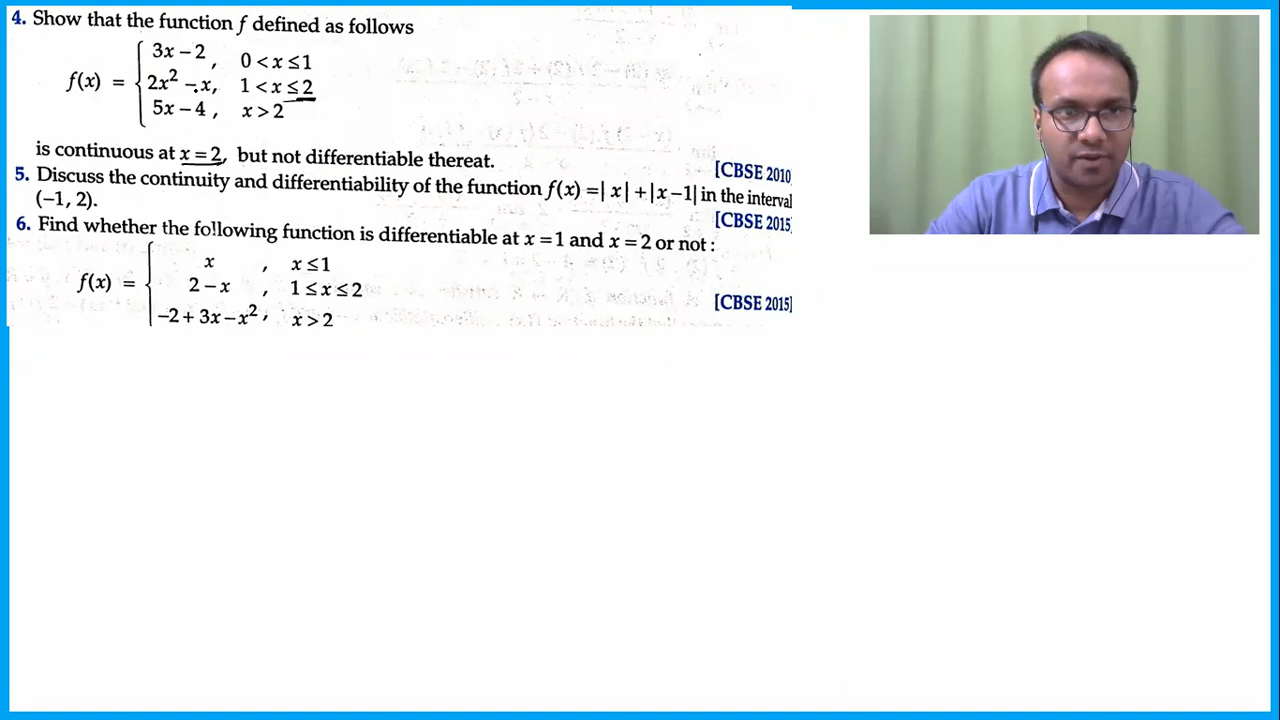 4. Show that the function f defined as follows
f(x) = { 3x − 2 , 0 < x ≤ 1
2x² − x, 1 < x ≤ 2
5x − 4 , x > 2
is continuous at x = 2, but not differentiable thereat. [CBSE 2010
5. Discuss the continuity and differentiability of the function f(x) = | x | + | x − 1| in the interval
(−1, 2). [CBSE 2015
6. Find whether the following function is differentiable at x = 1 and x = 2 or not :
f(x) = { x , x ≤ 1
2 − x , 1 ≤ x ≤ 2
−2 + 3x − x² , x > 2 [CBSE 2015]